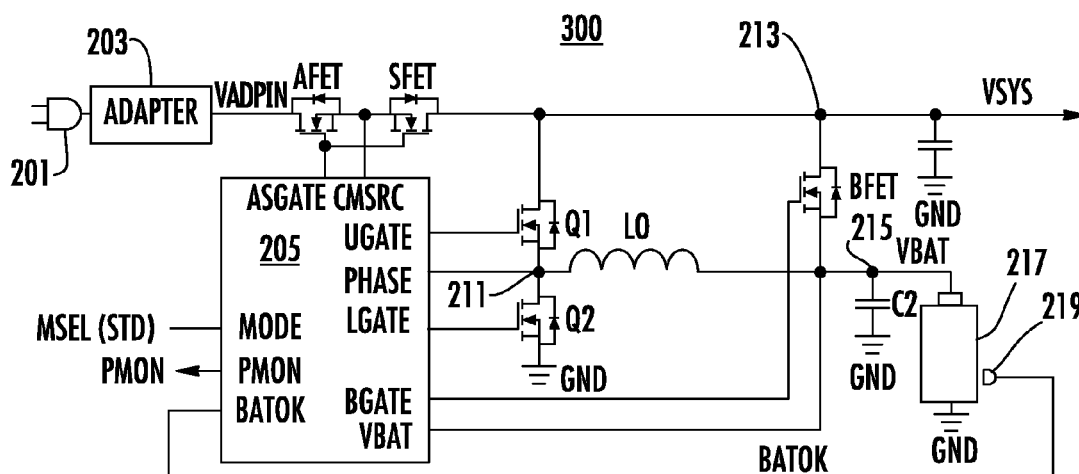 300
203
213
ADAPTER
VADPIN
AFET
SFET
VSYS
201
ASGATE CMSRC
205
UGATE
Q1
BFET
GND
LO
215
VBAT
PHASE
211
217
LGATE
Q2
C2
219
MSEL (STD)
MODE
PMON
PMON
GND
GND
BATOK
BGATE
VBAT
GND
BATOK